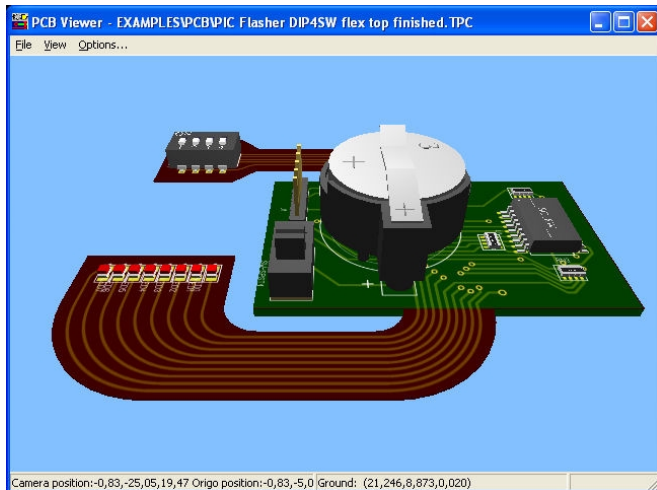 PCB Viewer - EXAMPLES\PCB\PIC Flasher DIP4SW flex top finished.TPC
File View Options...
+
3
+
+
Camera position:-0,83,-25,05,19,47 Origo position:-0,83,-5,0 Ground: (21,246,8,873,0,020)